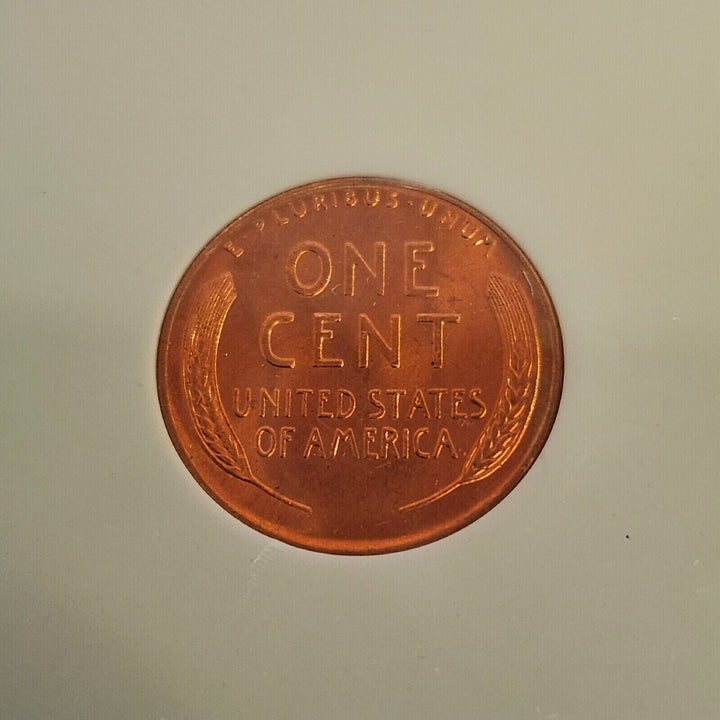 E·PLURIBUS·UNUM
ONE
CENT
UNITED STATES
OF AMERICA